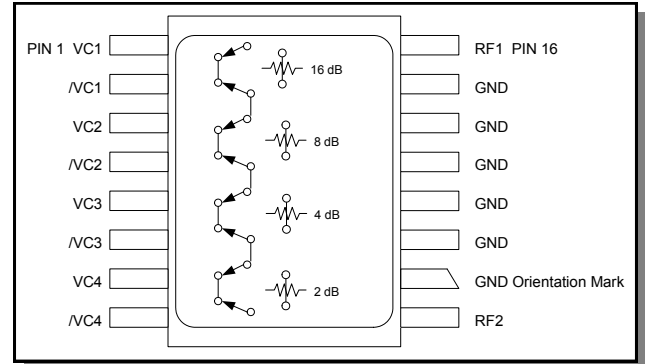 PIN 1 VC1
/VC1
VC2
/VC2
VC3
/VC3
VC4
/VC4
16 dB
8 dB
4 dB
2 dB
RF1 PIN 16
GND
GND
GND
GND
GND
GND Orientation Mark
RF2